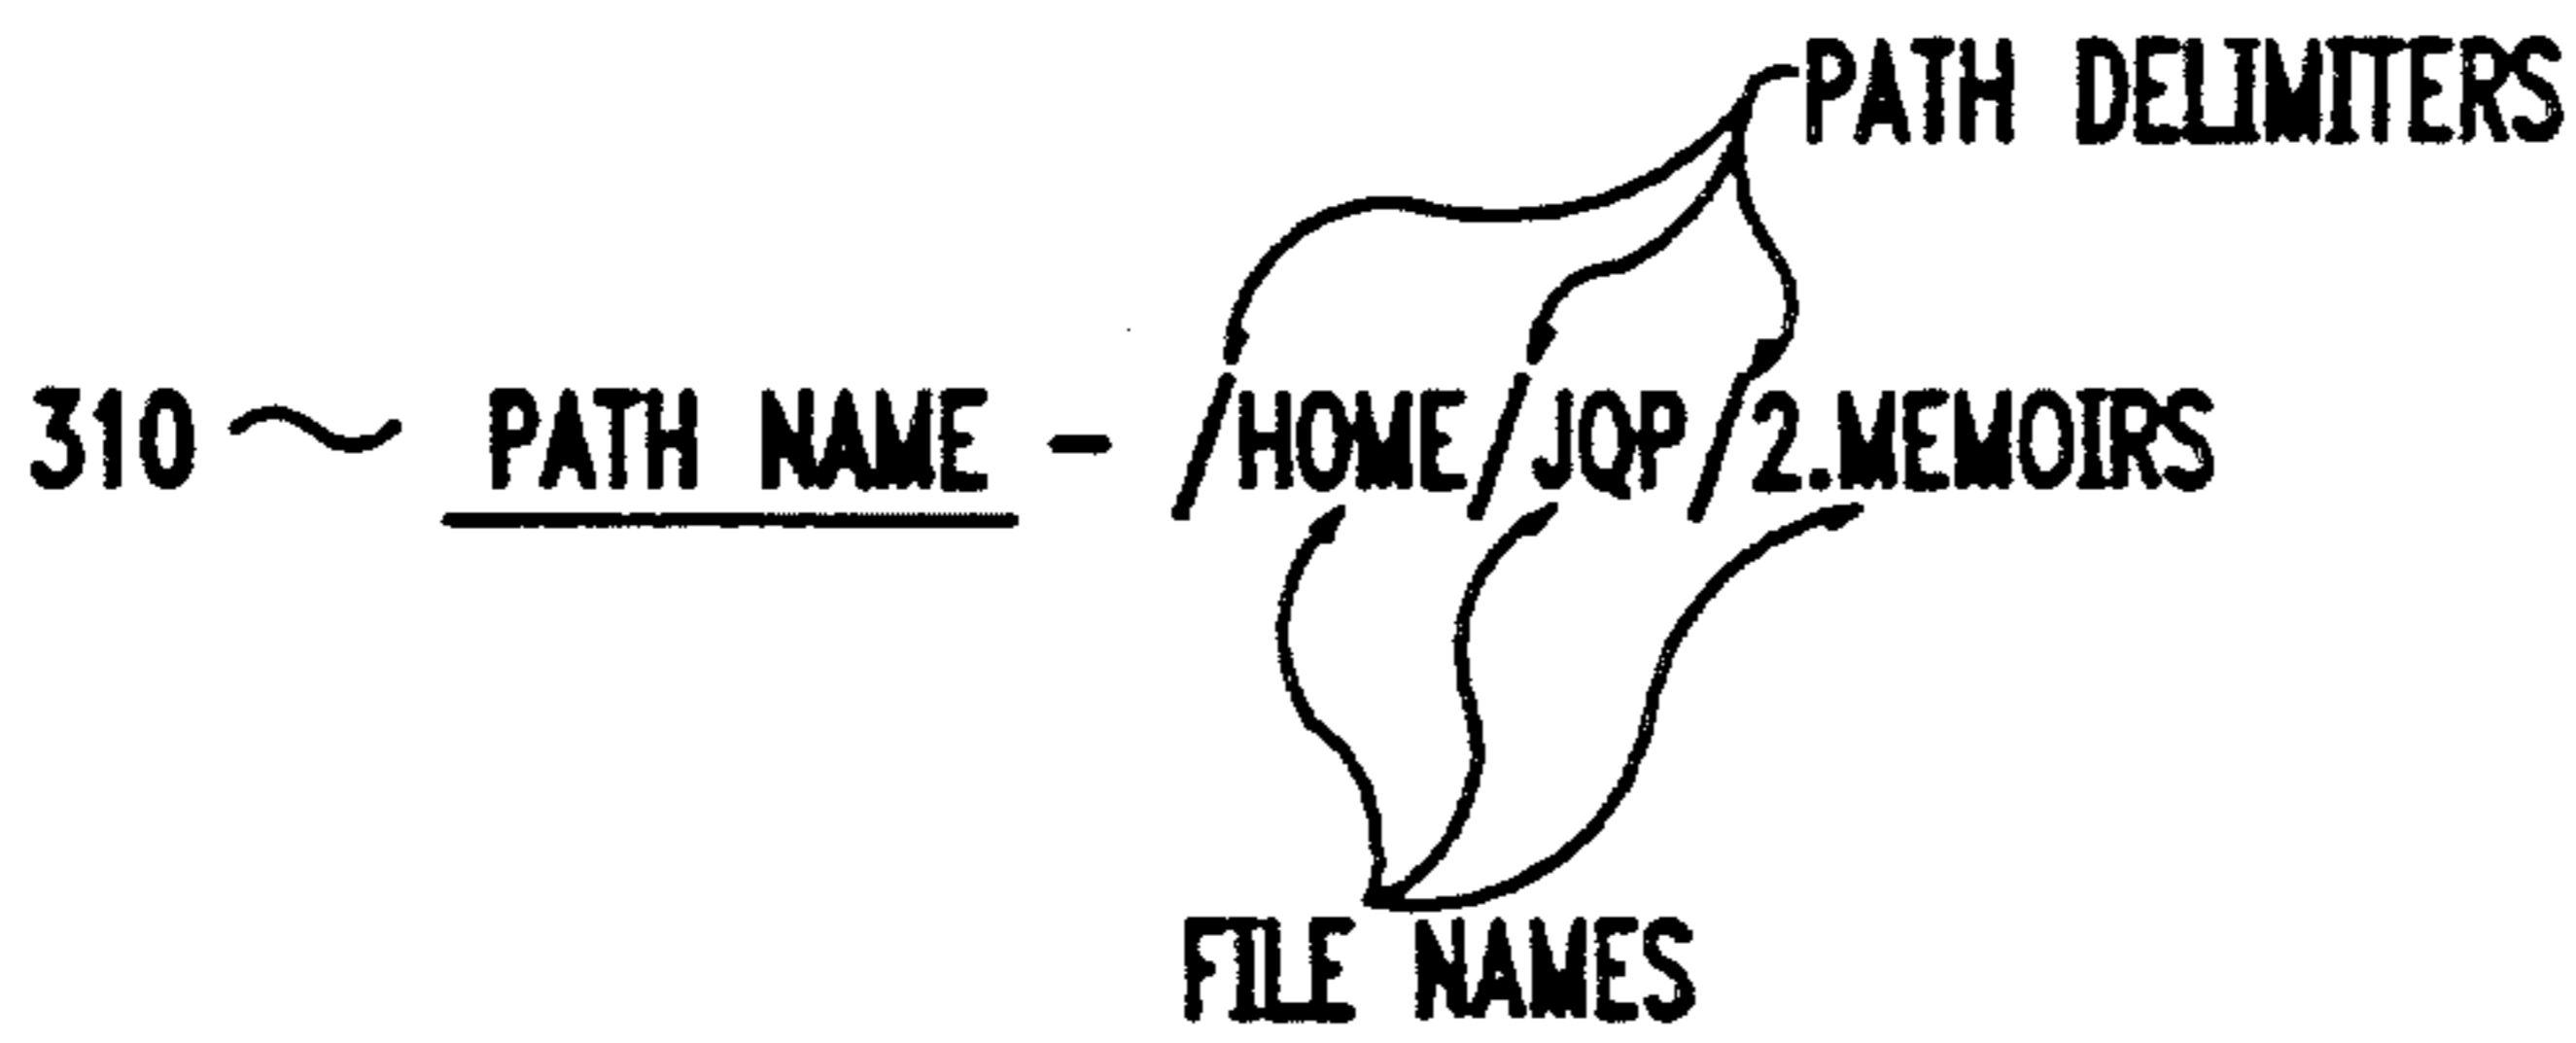 PATH DELIMITERS
310 PATH NAME - /HOME/JQP/2.MEMOIRS
FILE NAMES